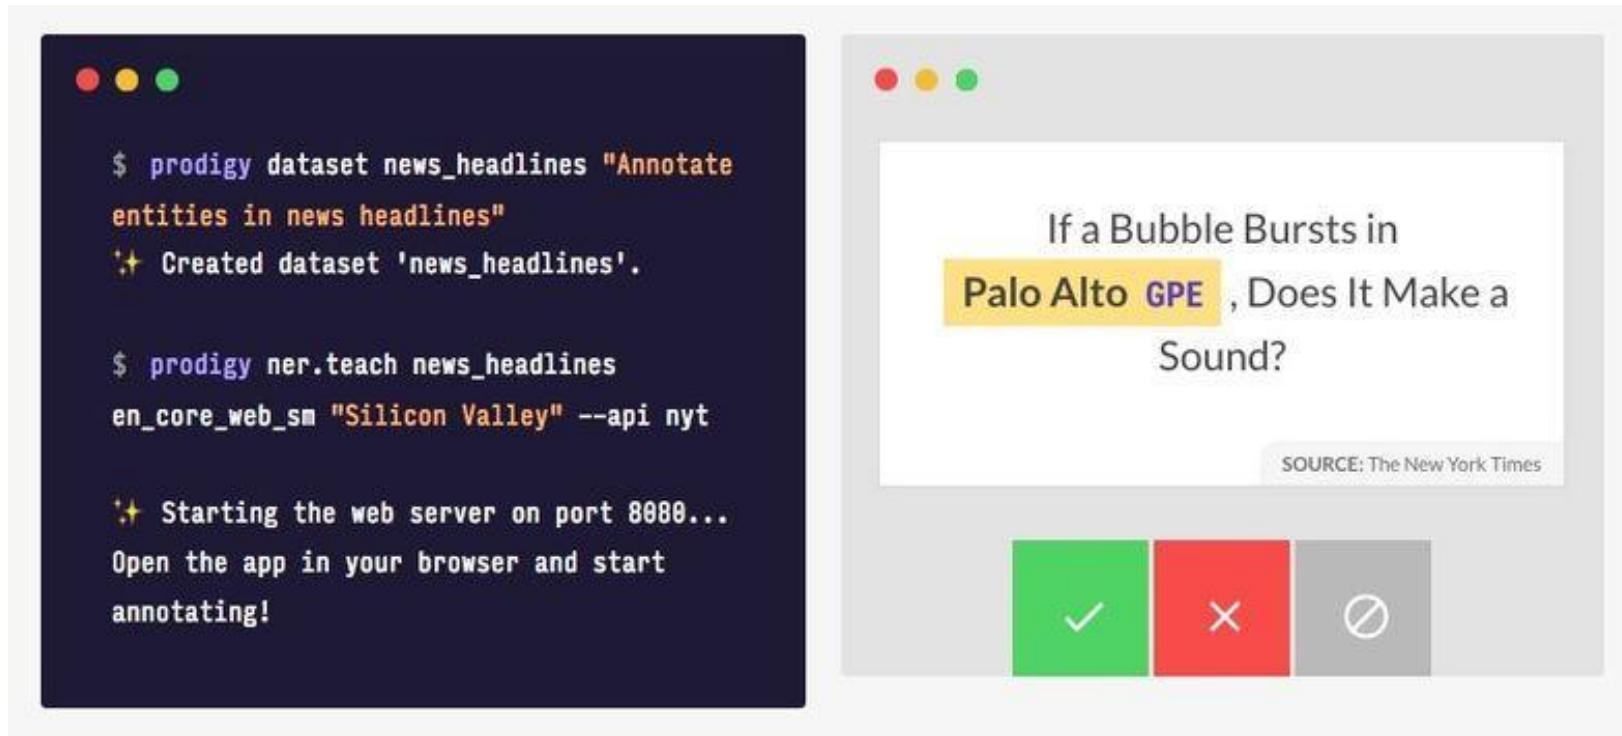 $ prodigy dataset news_headlines "Annotate
entities in news headlines"
✨ Created dataset 'news_headlines'.
$ prodigy ner.teach news_headlines
en_core_web_sm "Silicon Valley" --api nyt
✨ Starting the web server on port 8080...
Open the app in your browser and start
annotating!
If a Bubble Bursts in
Palo Alto GPE , Does It Make a
Sound?
SOURCE: The New York Times